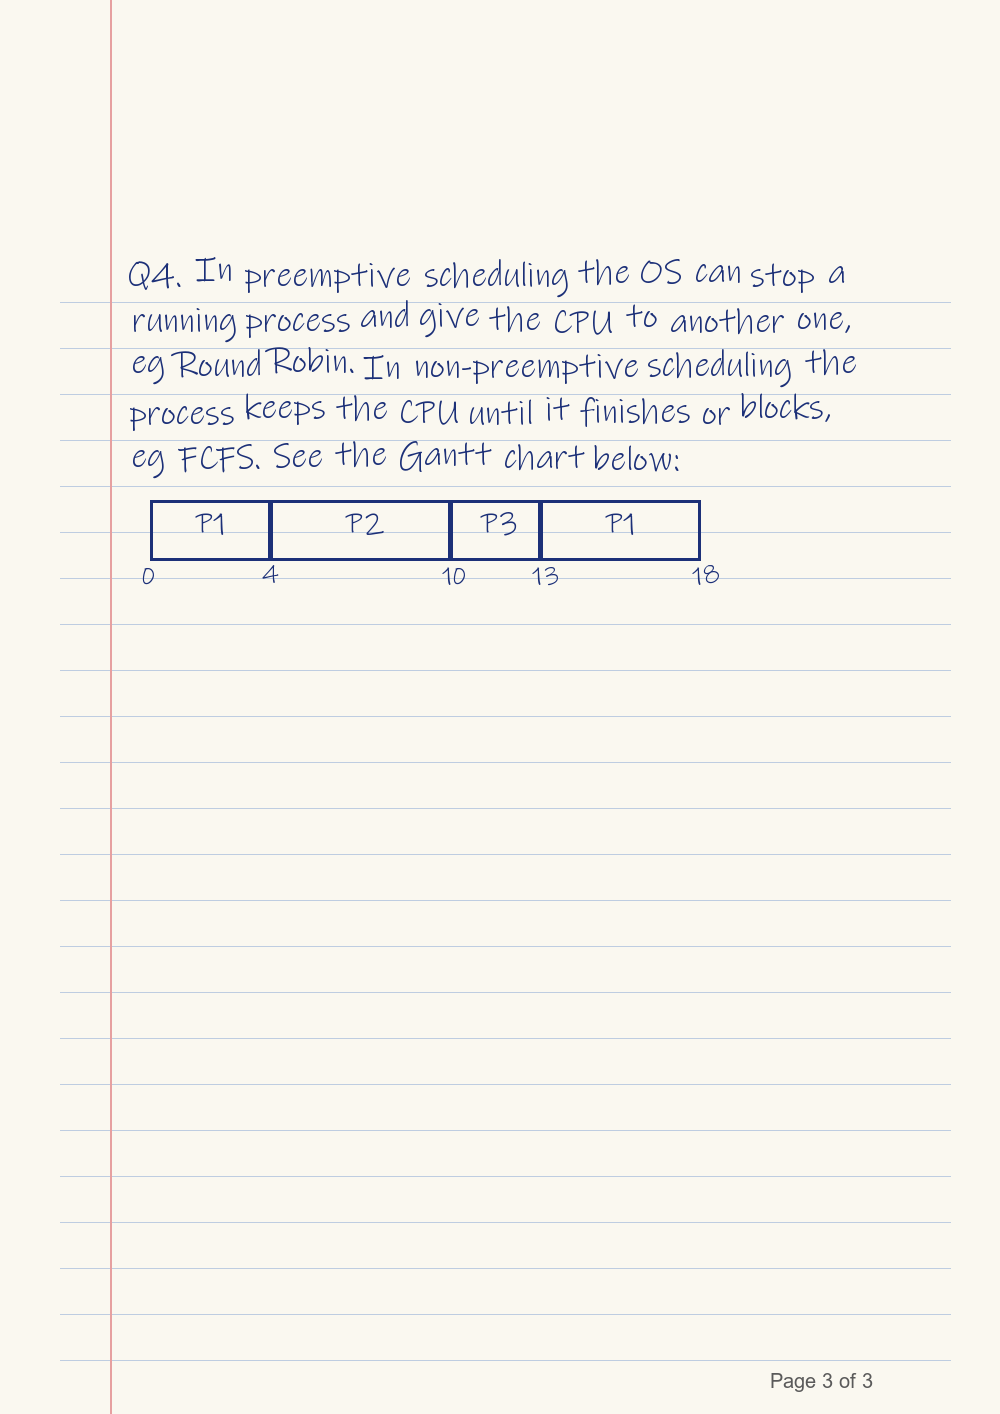 Q4. In preemptive scheduling the OS can stop a
running process and give the CPU to another one,
eg Round Robin. In non-preemptive scheduling the
process keeps the CPU until it finishes or blocks,
eg FCFS. See the Gantt chart below:
P1 P2 P3 P1
0 4 10 13 18
Page 3 of 3